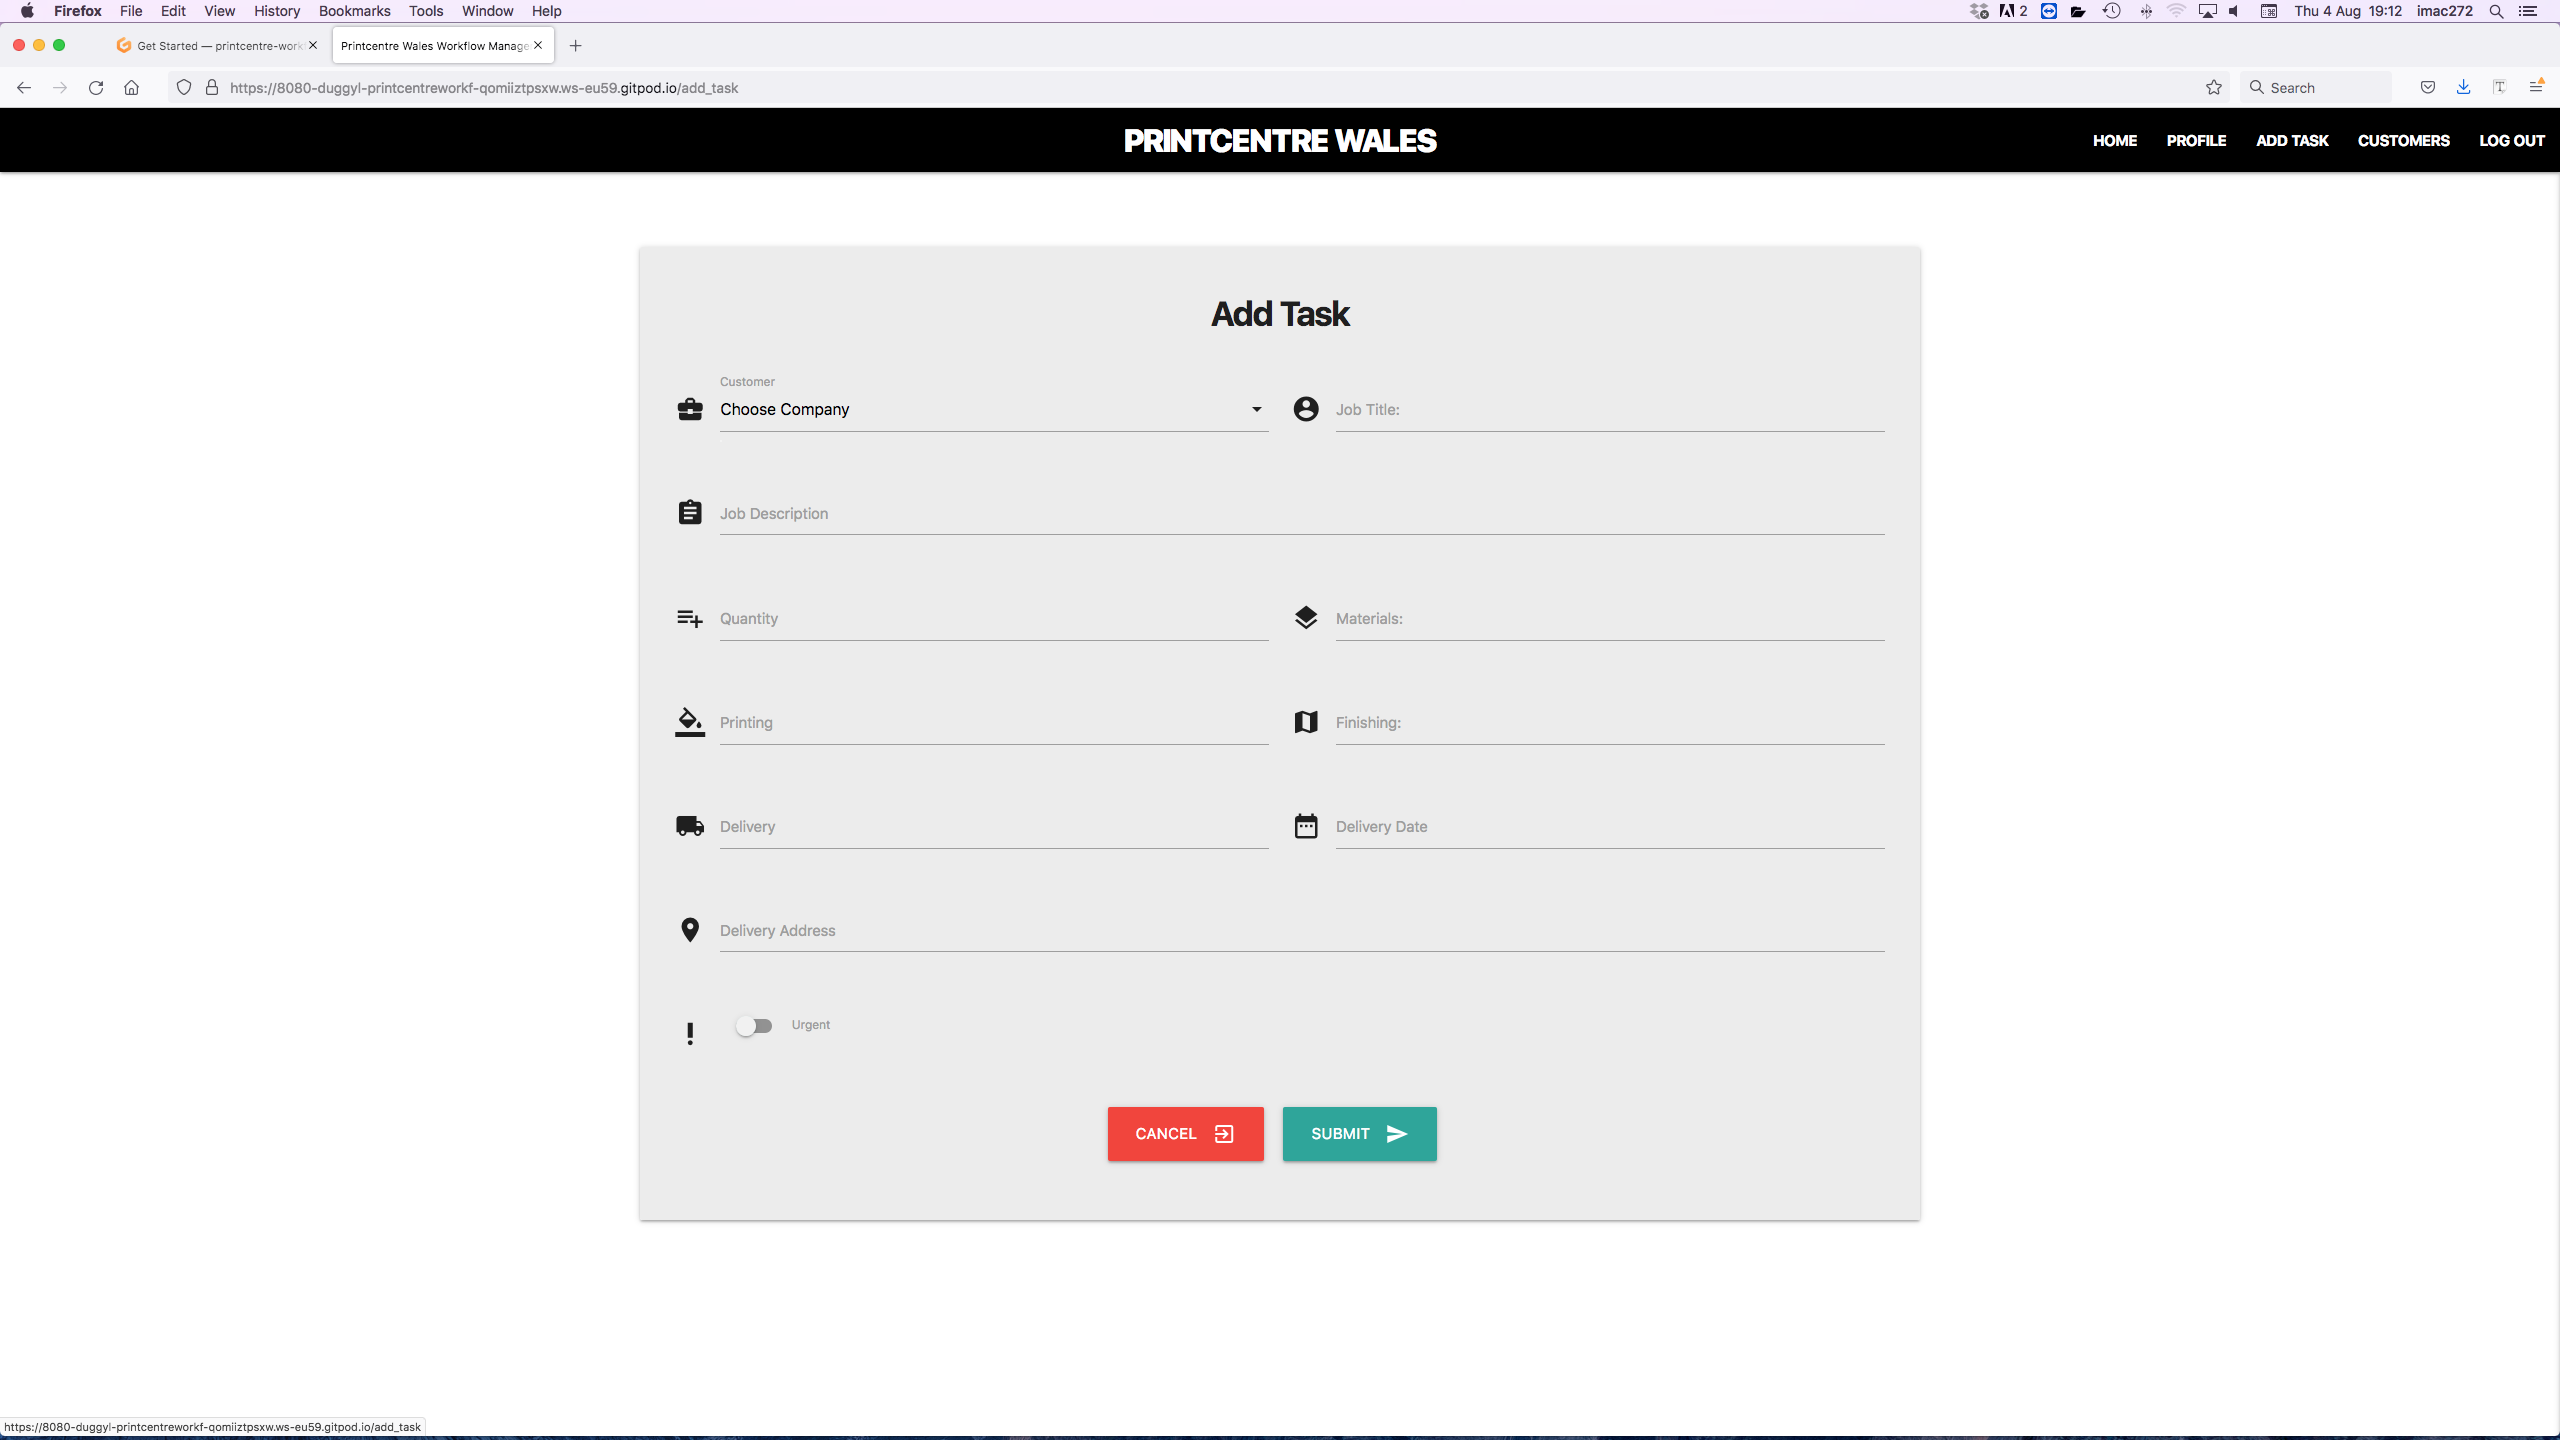 Firefox File Edit View History Bookmarks Tools Window Help 2 Thu 4 Aug 19:12 imac272
Get Started — printcentre-work Printcentre Wales Workflow Manage
https://8080-duggyl-printcentreworkf-qomiiztpsxw.ws-eu59.gitpod.io/add_task Search
PRINTCENTRE WALES HOME PROFILE ADD TASK CUSTOMERS LOG OUT
Add Task
Customer
Choose Company Job Title:
Job Description
Quantity Materials:
Printing Finishing:
Delivery Delivery Date
Delivery Address
Urgent
CANCEL SUBMIT
https://8080-duggyl-printcentreworkf-qomiiztpsxw.ws-eu59.gitpod.io/add_task